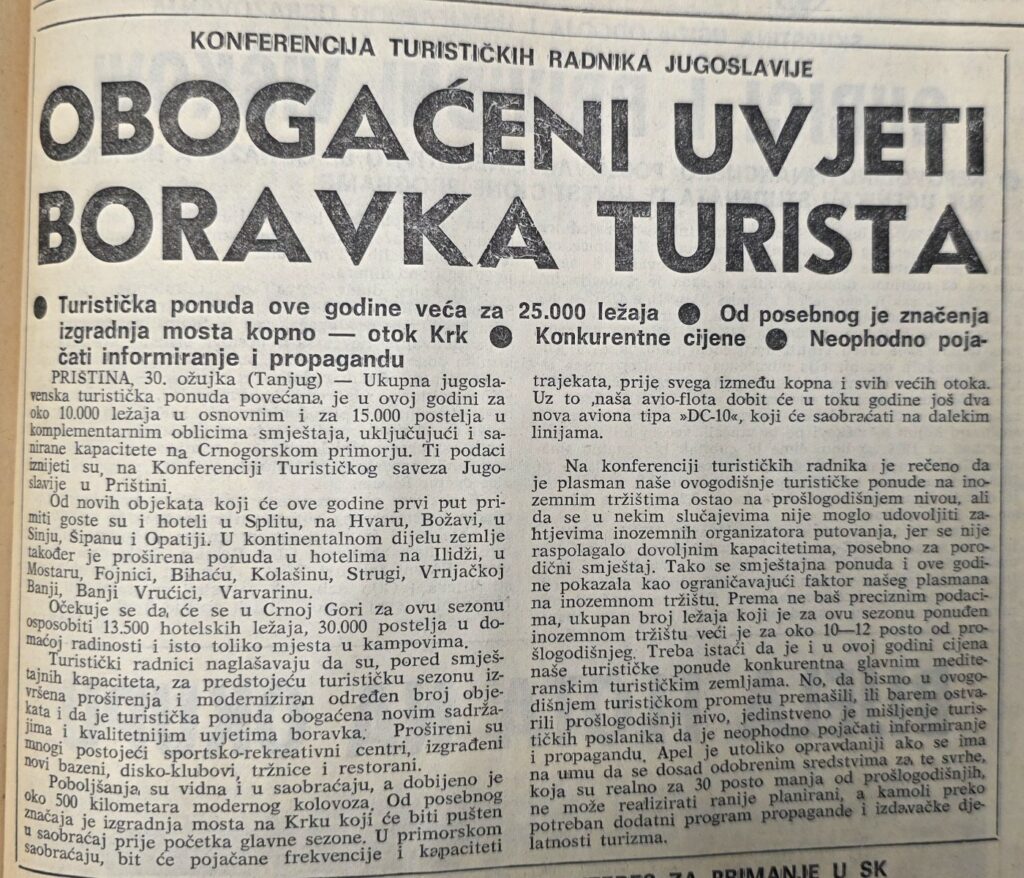 KONFERENCIJA TURISTIČKIH RADNIKA JUGOSLAVIJE
OBOGAĆENI UVJETI
BORAVKA TURISTA
● Turistička ponuda ove godine veća za 25.000 ležaja ● Od posebnog je značenja
izgradnja mosta kopno — otok Krk ● Konkurentne cijene ● Neophodno poja-
čati informiranje i propagandu
PRIŠTINA, 30. ožujka (Tanjug) — Ukupna jugosla-
venska turistička ponuda povećana, je u ovoj godini za
oko 10.000 ležaja u osnovnim i za 15.000 postelja u
komplementarnim oblicima smještaja, uključujući i sa-
nirane kapacitete na Crnogorskom primorju. Ti podaci
iznijeti su, na Konferenciji Turističkog saveza Jugo-
slavije u Prištini.
Od novih objekata koji će ove godine prvi put pri-
miti goste su i hoteli u Splitu, na Hvaru, Božavi, u
Sinju, Šipanu i Opatiji. U kontinentalnom dijelu zemlje
također je proširena ponuda u hotelima na Ilidži, u
Mostaru, Fojnici, Bihaću, Kolašinu, Strugi, Vrnjačkoj
Banji, Banji Vrućici, Varvarinu.
Očekuje se da, će se u Crnoj Gori za ovu sezonu
osposobiti 13.500 hotelskih ležaja, 30.000 postelja u do-
maćoj radinosti i isto toliko mjesta u kampovima.
Turistički radnici naglašavaju da su, pored smješ-
tajnih kapaciteta, za predstojeću turističku sezonu iz-
vršena proširenja i moderniziran određen broj obje-
kata i da je turistička ponuda obogaćena novim sadrža-
jima i kvalitetnijim uvjetima boravka. Prošireni su
mnogi postojeći sportsko-rekreativni centri, izgrađeni
novi bazeni, disko-klubovi, tržnice i restorani.
Poboljšanja, su vidna i u saobraćaju, a dobijeno je
oko 500 kilometara modernog kolovoza. Od posebnog
značaja je izgradnja mosta na Krku koji će biti pušten
u saobraćaj prije početka glavne sezone. U primorskom
saobraćaju, bit će pojačane frekvencije i kapaciteti
trajekata, prije svega između kopna i svih većih otoka.
Uz to ,naša avio-flota dobit će u toku godine još dva
nova aviona tipa »DC-10«, koji će saobraćati na dalekim
linijama.
Na konferenciji turističkih radnika je rečeno da
je plasman naše ovogodišnje turističke ponude na ino-
zemnim tržištima ostao na prošlogodišnjem nivou, ali
da se u nekim slučajevima nije moglo udovoljiti za-
htjevima inozemnih organizatora putovanja, jer se nije
raspolagalo dovoljnim kapacitetima, posebno za poro-
dični smještaj. Tako se smještajna ponuda i ove godi-
ne pokazala kao ograničavajući faktor našeg plasmana
na inozemnom tržištu. Prema ne baš preciznim podaci-
ma, ukupan broj ležaja koji je za ovu sezonu ponuđen
inozemnom tržištu veći je za oko 10—12 posto od pro-
šlogodišnjeg. Treba istaći da je i u ovoj godini cijena
naše turističke ponude konkurentna glavnim medite-
ranskim turističkim zemljama. No, da bismo u ovogo-
dišnjem turističkom prometu premašili, ili barem ostva-
rili prošlogodišnji nivo, jedinstveno je mišljenje turis-
tičkih poslanika da je neophodno pojačati informiranje
i propagandu. Apel je utoliko opravdaniji ako se ima
na umu da se dosad odobrenim sredstvima za, te svrhe,
koja su realno za 30 posto manja od prošlogodišnjih,
ne može realizirati ranije planirani, a kamoli preko
potreban dodatni program propagande i izdavačke dje-
latnosti turizma.
ZA PRIMANJE U SK